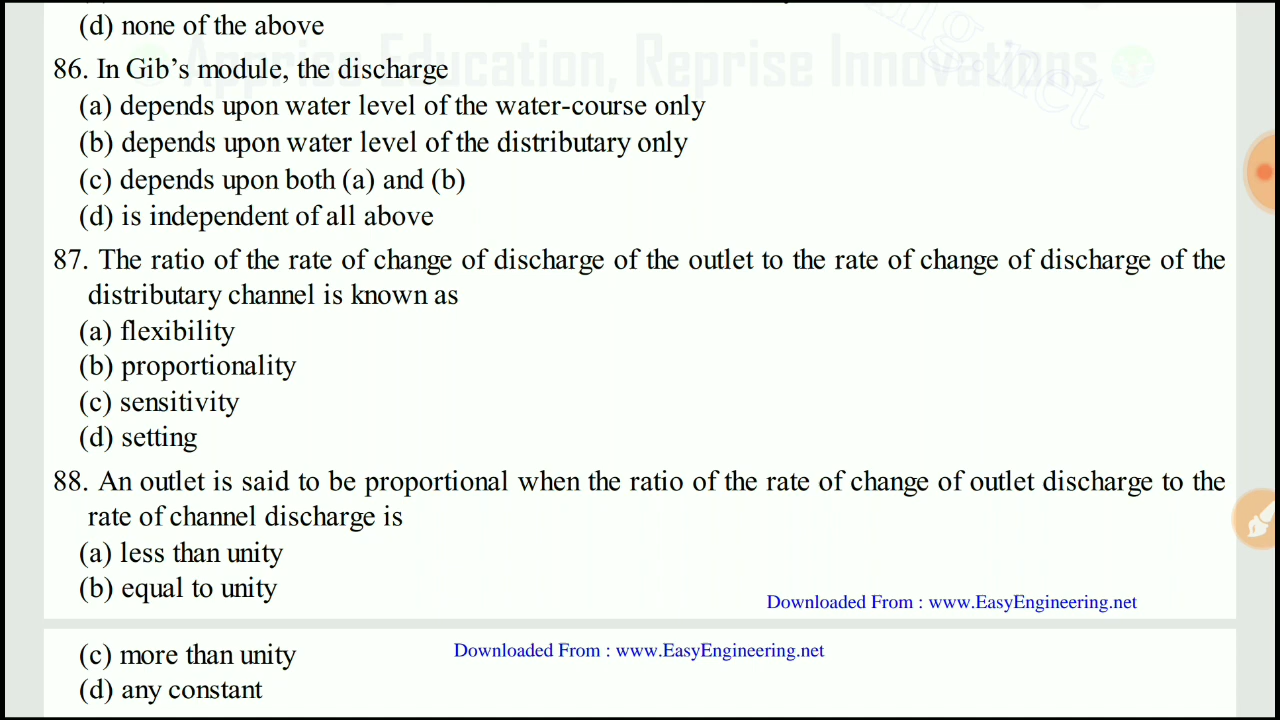 (d) none of the above
Apprise Education, Reprise Innovations
ng.net
86. In Gib's module, the discharge
(a) depends upon water level of the water-course only
(b) depends upon water level of the distributary only
(c) depends upon both (a) and (b)
(d) is independent of all above
87. The ratio of the rate of change of discharge of the outlet to the rate of change of discharge of the
distributary channel is known as
(a) flexibility
(b) proportionality
(c) sensitivity
(d) setting
88. An outlet is said to be proportional when the ratio of the rate of change of outlet discharge to the
rate of channel discharge is
(a) less than unity
(b) equal to unity
Downloaded From : www.EasyEngineering.net
Downloaded From : www.EasyEngineering.net
(c) more than unity
(d) any constant